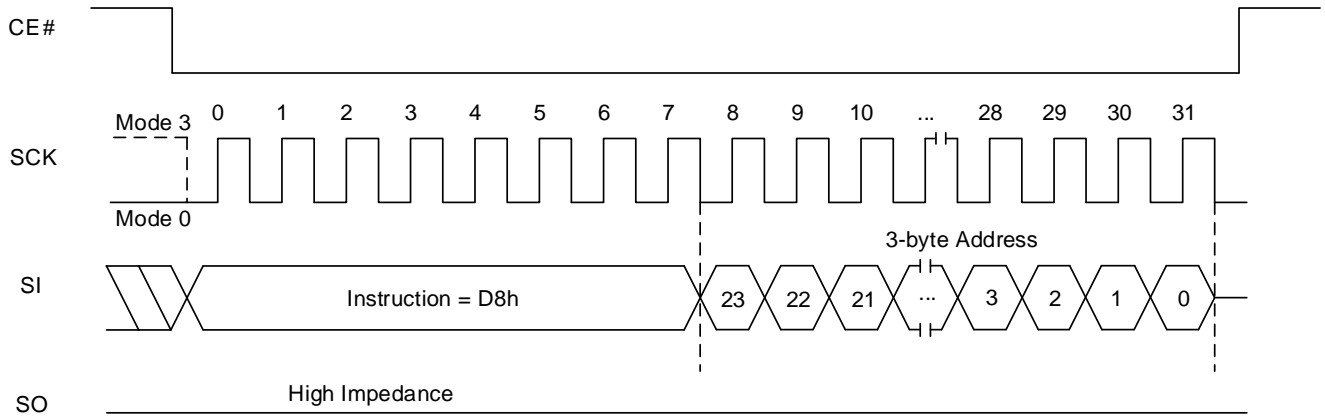 CE#
0 1 2 3 4 5 6 7 8 9 10 ... 28 29 30 31
Mode 3
SCK
Mode 0
3-byte Address
SI
Instruction = D8h
23 22 21 ... 3 2 1 0
High Impedance
SO